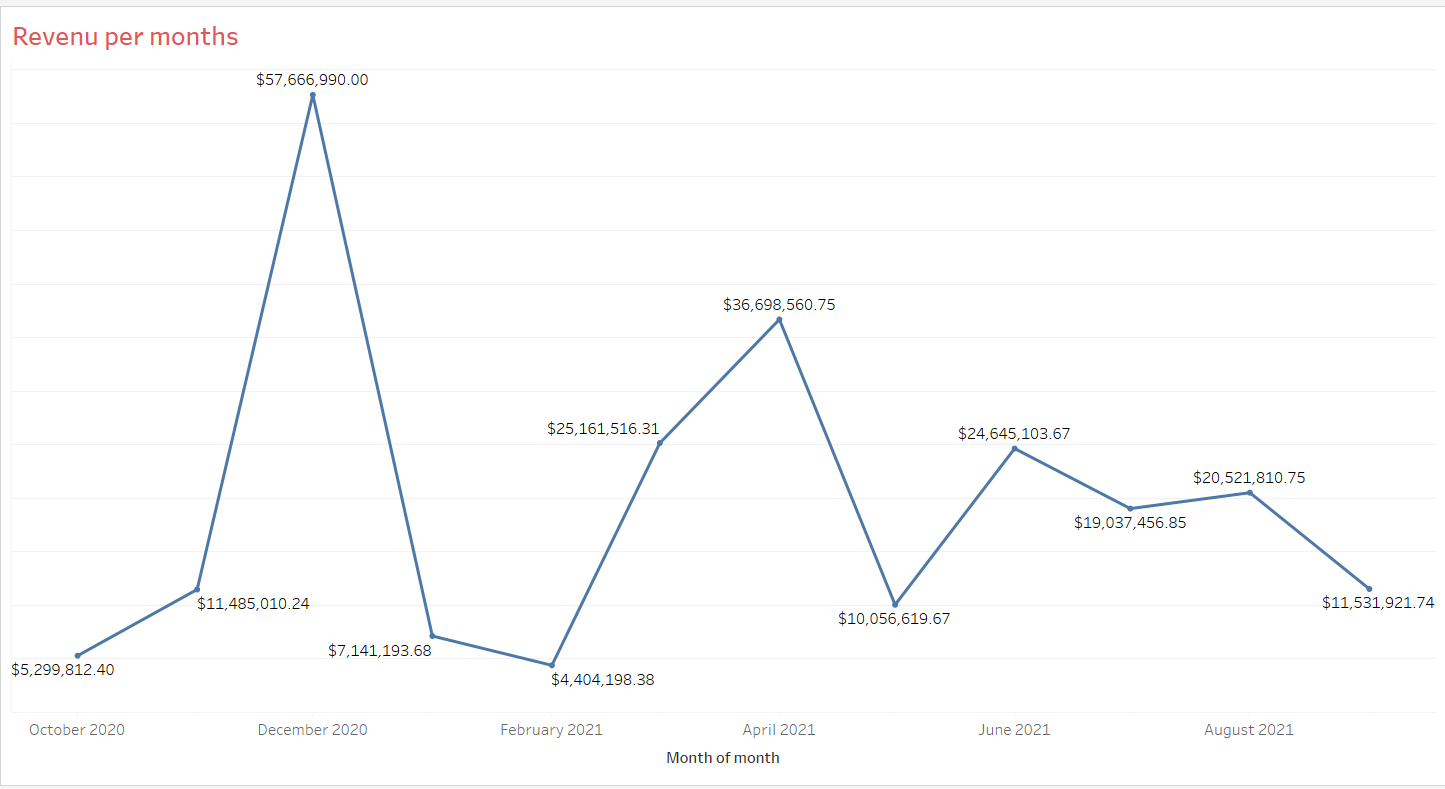 Revenu per months
$57,666,990.00
$36,698,560.75
$25,161,516.31
$24,645,103.67
$20,521,810.75
$19,037,456.85
$11,485,010.24
$11,531,921.74
$10,056,619.67
$7,141,193.68
$5,299,812.40
$4,404,198.38
October 2020
December 2020
February 2021
April 2021
June 2021
August 2021
Month of month